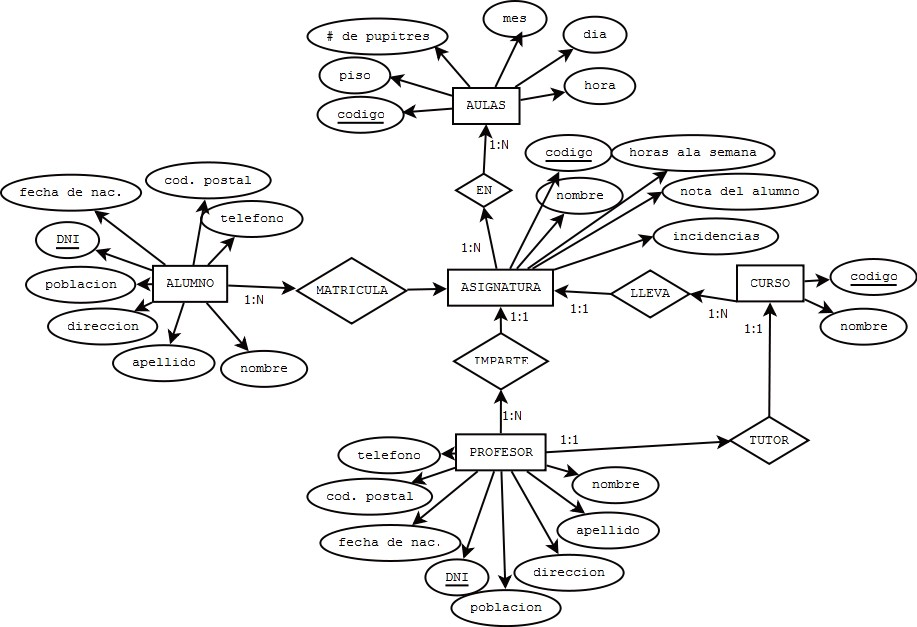 mes
# de pupitres
dia
piso
hora
codigo
AULAS
1:N
codigo
horas ala semana
cod. postal
fecha de nac.
EN
nota del alumno
nombre
telefono
DNI
incidencias
1:N
poblacion
ALUMNO
1:N
MATRICULA
ASIGNATURA
LLEVA
CURSO
codigo
1:1
1:N
1:1
1:1
direccion
nombre
apellido
nombre
IMPARTE
1:N
1:1
TUTOR
telefono
PROFESOR
nombre
cod. postal
apellido
fecha de nac.
DNI
direccion
poblacion